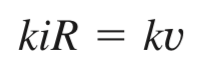 kiR = kv